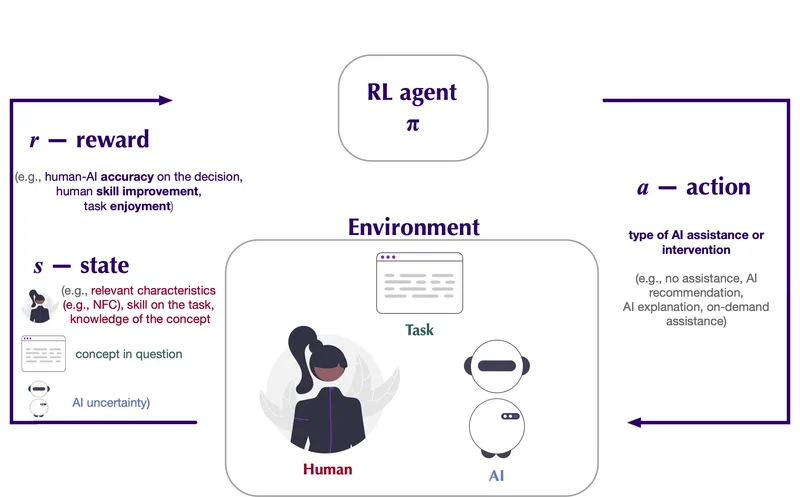 RL agent
π
r — reward
(e.g., human-AI accuracy on the decision,
human skill improvement,
task enjoyment)
s — state
(e.g., relevant characteristics
(e.g., NFC), skill on the task,
knowledge of the concept
concept in question
AI uncertainty)
Environment
Task
Human
AI
a — action
type of AI assistance or
intervention
(e.g., no assistance, AI
recommendation,
AI explanation, on-demand
assistance)